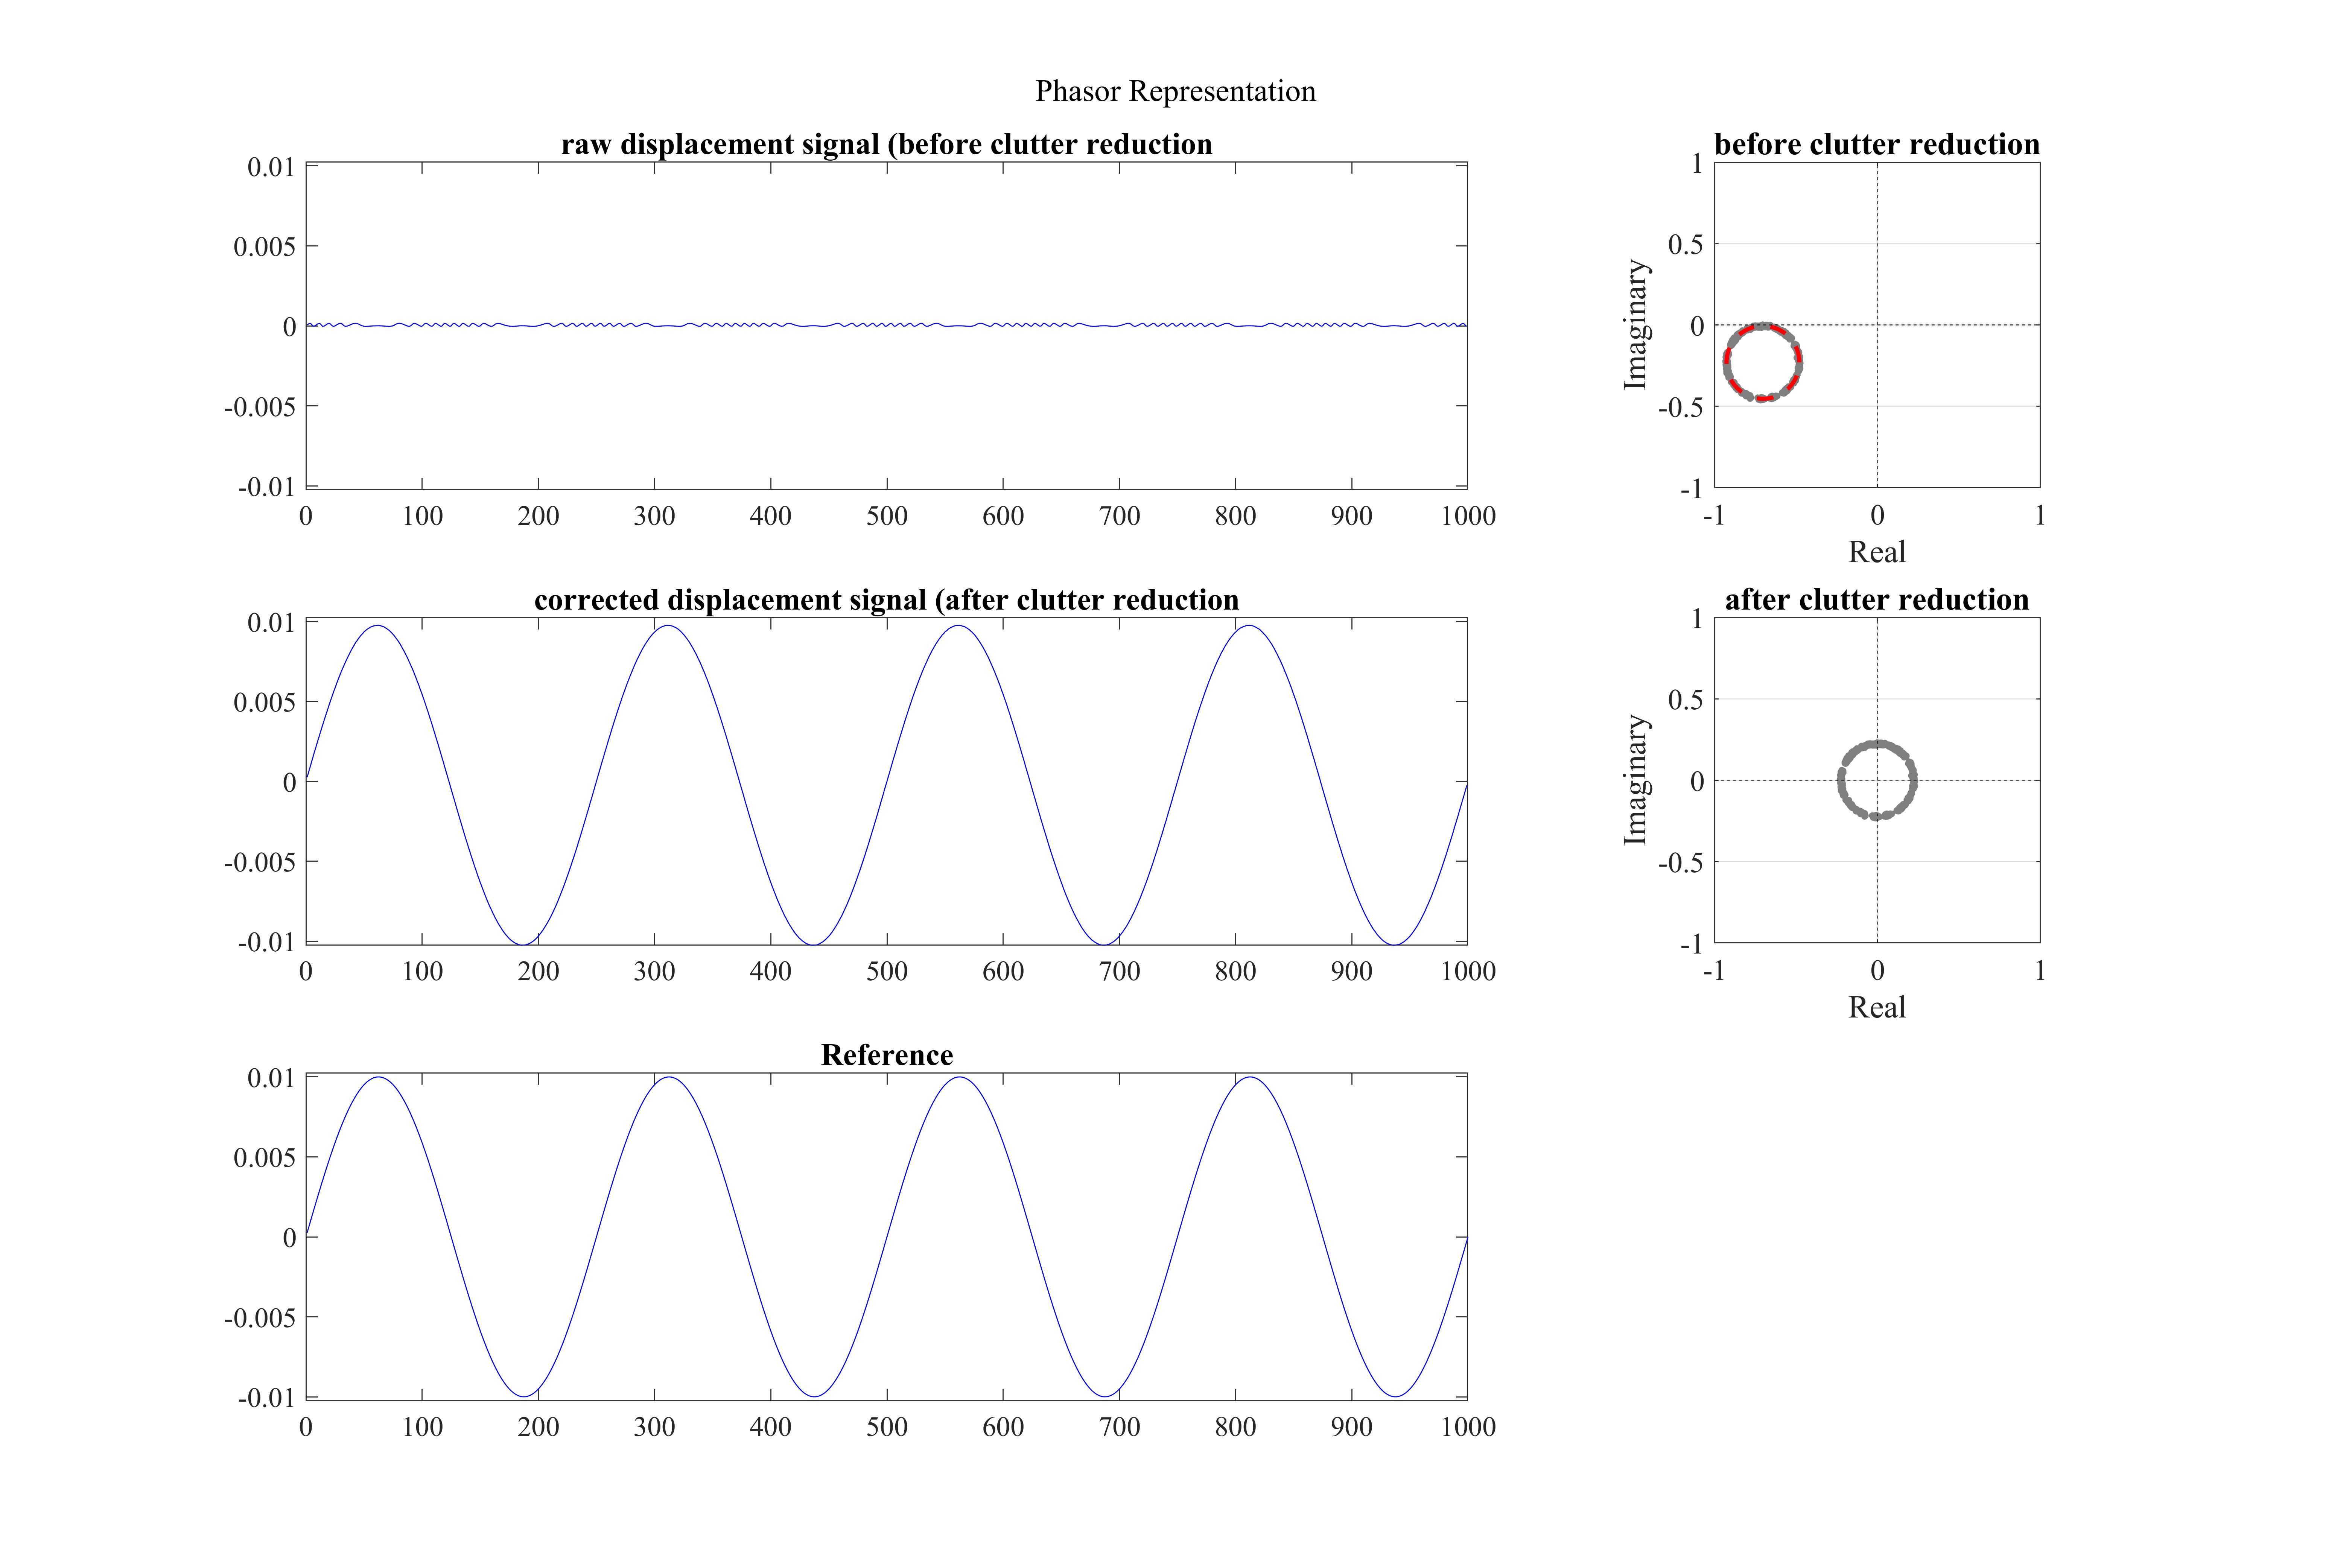 Phasor Representation
raw displacement signal (before clutter reduction
0.01
0.005
0
-0.005
-0.01
0 100 200 300 400 500 600 700 800 900 1000
before clutter reduction
1
0.5
0
-0.5
-1
-1 0 1
Imaginary
Real
corrected displacement signal (after clutter reduction
0.01
0.005
0
-0.005
-0.01
0 100 200 300 400 500 600 700 800 900 1000
after clutter reduction
1
0.5
0
-0.5
-1
-1 0 1
Imaginary
Real
Reference
0.01
0.005
0
-0.005
-0.01
0 100 200 300 400 500 600 700 800 900 1000